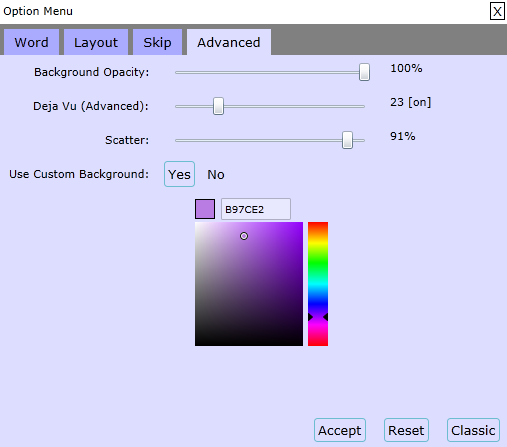 Option Menu X
Word Layout Skip Advanced
Background Opacity: 100%
Deja Vu (Advanced): 23 [on]
Scatter: 91%
Use Custom Background: Yes No
B97CE2
Accept Reset Classic